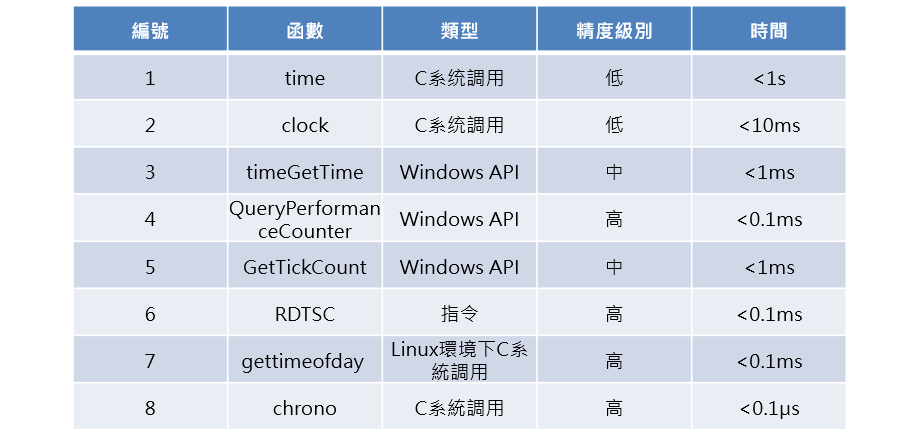 編號 函數 類型 精度級別 時間
1 time C系統調用 低 <1s
2 clock C系統調用 低 <10ms
3 timeGetTime Windows API 中 <1ms
4 QueryPerforman
ceCounter Windows API 高 <0.1ms
5 GetTickCount Windows API 中 <1ms
6 RDTSC 指令 高 <0.1ms
7 gettimeofday Linux環境下C系
統調用 高 <0.1ms
8 chrono C系統調用 高 <0.1μs